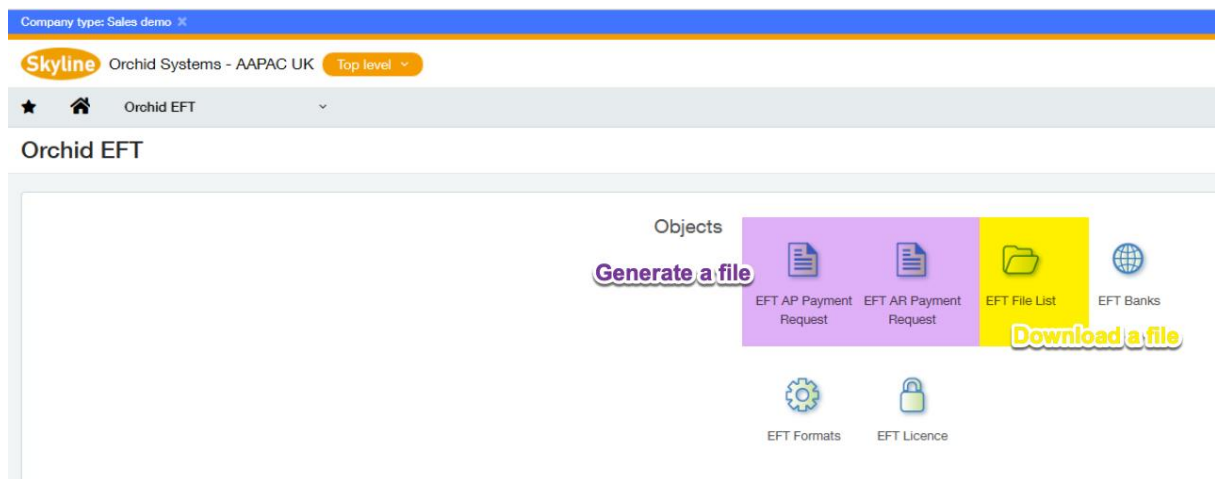 Company type: Sales demo ×
Skyline Orchid Systems - AAPAC UK Top level
Orchid EFT
Orchid EFT
Objects
Generate a file
EFT AP Payment Request
EFT AR Payment Request
EFT File List
EFT Banks
Download a file
EFT Formats
EFT Licence